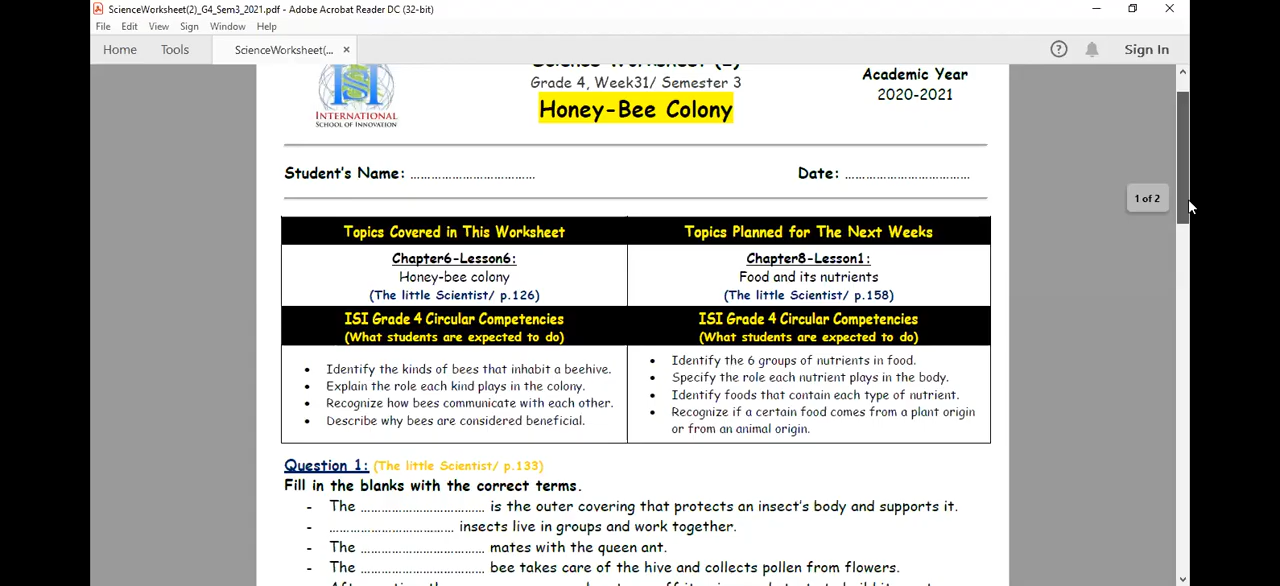 ScienceWorksheet(2)_G4_Sem3_2021.pdf - Adobe Acrobat Reader DC (32-bit)
File Edit View Sign Window Help
Home Tools ScienceWorksheet(... × ? Sign In
Science Worksheet (2)
Grade 4, Week31/ Semester 3
Honey-Bee Colony
Academic Year
2020-2021
ISI
INTERNATIONAL
SCHOOL OF INNOVATION
Student's Name: ................................
Date: ................................
1 of 2
Topics Covered in This Worksheet
Topics Planned for The Next Weeks
Chapter6-Lesson6:
Honey-bee colony
(The little Scientist/ p.126)
Chapter8-Lesson1:
Food and its nutrients
(The little Scientist/ p.158)
ISI Grade 4 Circular Competencies
(What students are expected to do)
ISI Grade 4 Circular Competencies
(What students are expected to do)
• Identify the kinds of bees that inhabit a beehive.
• Explain the role each kind plays in the colony.
• Recognize how bees communicate with each other.
• Describe why bees are considered beneficial.
• Identify the 6 groups of nutrients in food.
• Specify the role each nutrient plays in the body.
• Identify foods that contain each type of nutrient.
• Recognize if a certain food comes from a plant origin
or from an animal origin.
Question 1: (The little Scientist/ p.133)
Fill in the blanks with the correct terms.
- The ................................ is the outer covering that protects an insect's body and supports it.
- ................................ insects live in groups and work together.
- The ................................ mates with the queen ant.
- The ................................ bee takes care of the hive and collects pollen from flowers.